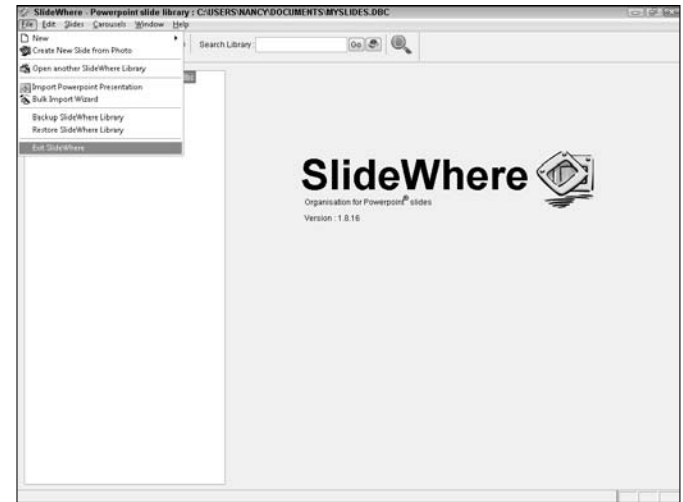 SlideWhere - Powerpoint slide library : C:\USERS\NANCY\DOCUMENTS\MYSLIDES.DBC
File Edit Slides Carousels Window Help
New
Create New Slide from Photo
Search Library:
Go
Open another SlideWhere Library
Import Powerpoint Presentation
Bulk Import Wizard
Backup SlideWhere Library
Restore SlideWhere Library
Exit SlideWhere
SlideWhere
Organisation for Powerpoint® slides
Version : 1.8.16